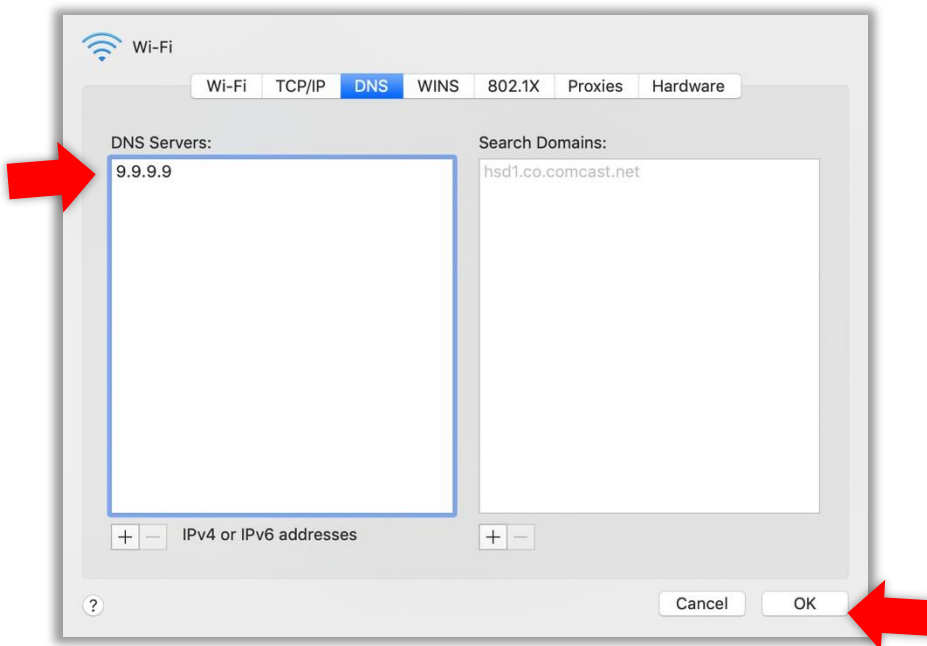 Wi-Fi
Wi-Fi TCP/IP DNS WINS 802.1X Proxies Hardware
DNS Servers:
9.9.9.9
Search Domains:
hsd1.co.comcast.net
+ − IPv4 or IPv6 addresses
+ −
? Cancel OK